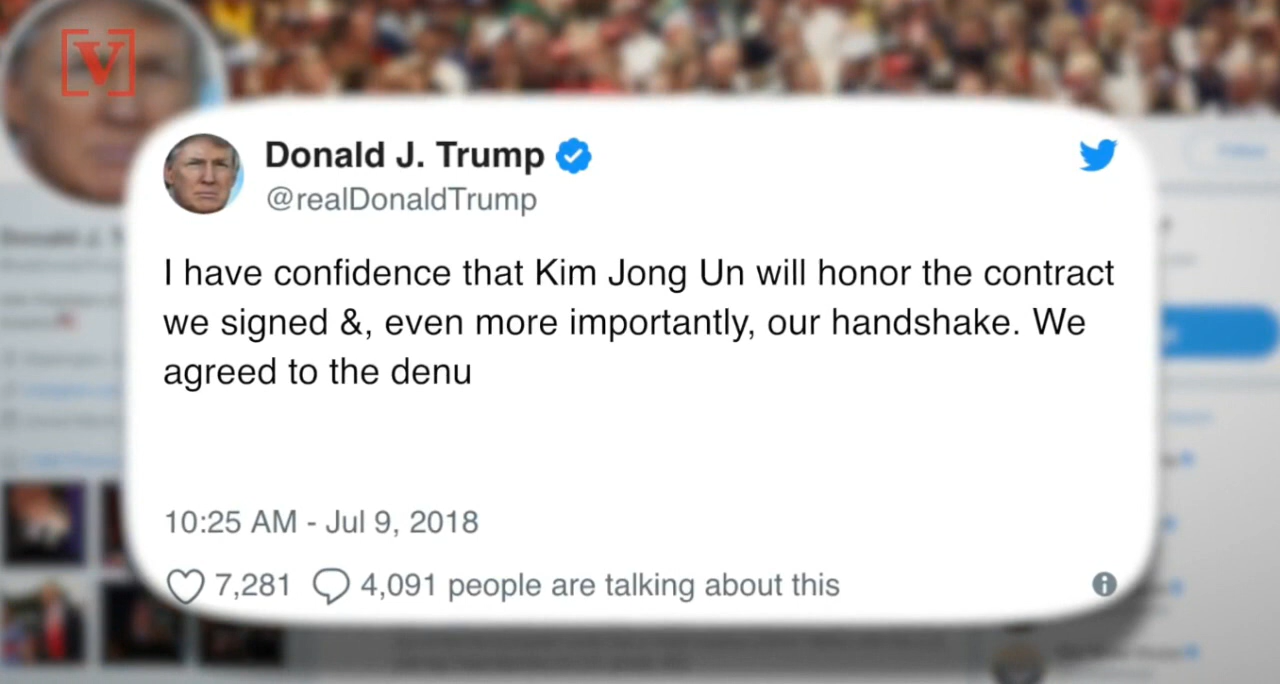 V
Donald J. Trump
@realDonaldTrump
I have confidence that Kim Jong Un will honor the contract
we signed &, even more importantly, our handshake. We
agreed to the denu
10:25 AM - Jul 9, 2018
7,281 4,091 people are talking about this